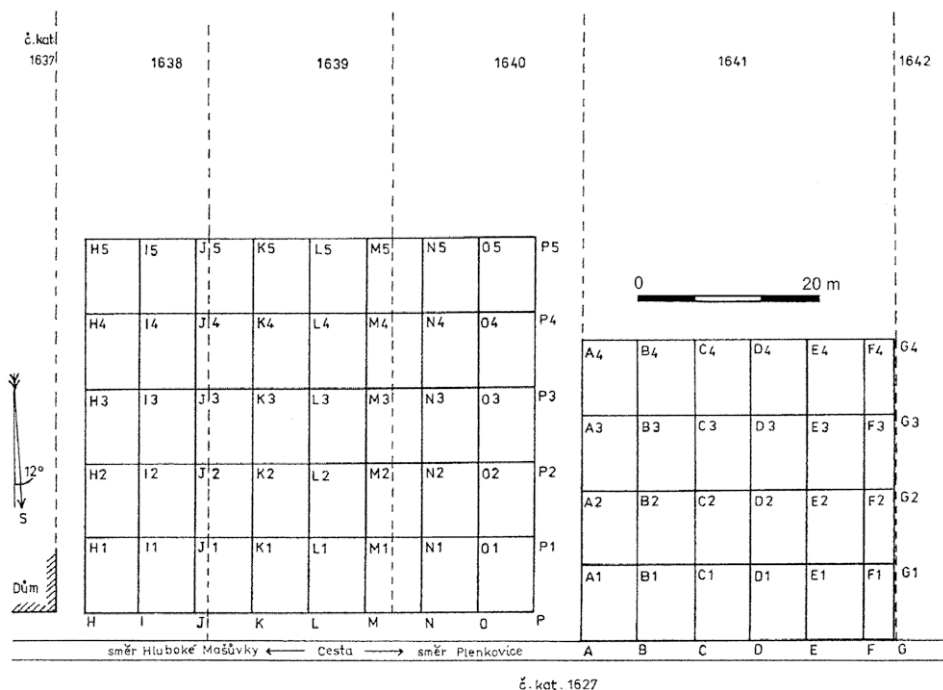 č.kat.
1637 1638 1639 1640 1641 1642
H5 I5 J5 K5 L5 M5 N5 O5 P5
0 20 m
H4 I4 J4 K4 L4 M4 N4 O4 P4
A4 B4 C4 D4 E4 F4 G4
H3 I3 J3 K3 L3 M3 N3 O3 P3
A3 B3 C3 D3 E3 F3 G3
H2 I2 J2 K2 L2 M2 N2 O2 P2
12°
A2 B2 C2 D2 E2 F2 G2
S
H1 I1 J1 K1 L1 M1 N1 O1 P1
A1 B1 C1 D1 E1 F1 G1
Dům
H I J K L M N O P
směr Hluboké Mašůvky ← Cesta → směr Plenkovice
A B C D E F G
č. kat. 1627